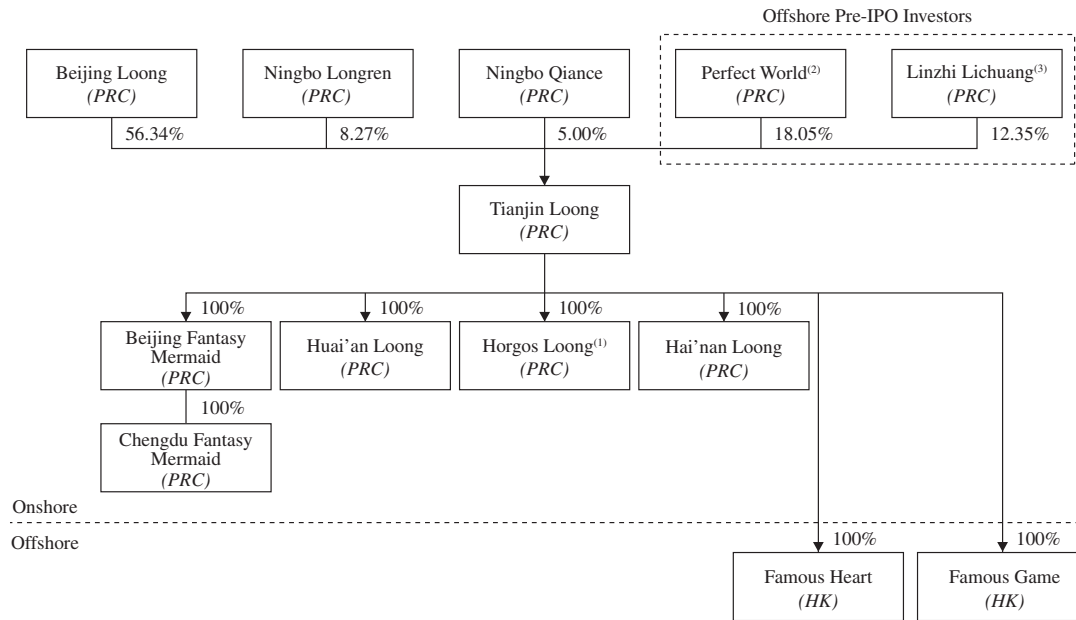 Offshore Pre-IPO Investors
Beijing Loong
(PRC)
Ningbo Longren
(PRC)
Ningbo Qiance
(PRC)
Perfect World(2)
(PRC)
Linzhi Lichuang(3)
(PRC)
56.34%
8.27%
5.00%
18.05%
12.35%
Tianjin Loong
(PRC)
100%
100%
100%
100%
Beijing Fantasy
Mermaid
(PRC)
Huai’an Loong
(PRC)
Horgos Loong(1)
(PRC)
Hai’nan Loong
(PRC)
100%
Chengdu Fantasy
Mermaid
(PRC)
Onshore
Offshore
100%
100%
Famous Heart
(HK)
Famous Game
(HK)